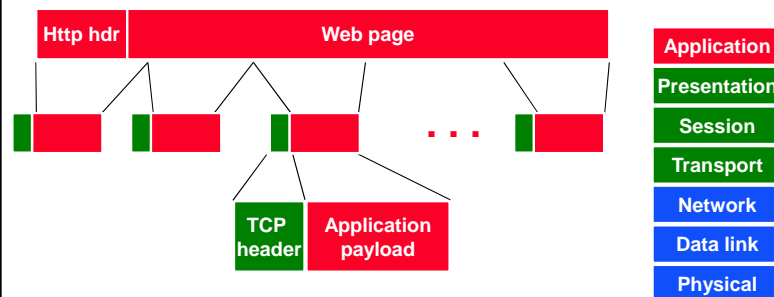 Http hdr
Web page
Application
Presentation
Session
Transport
Network
Data link
Physical
. . .
TCP
header
Application
payload